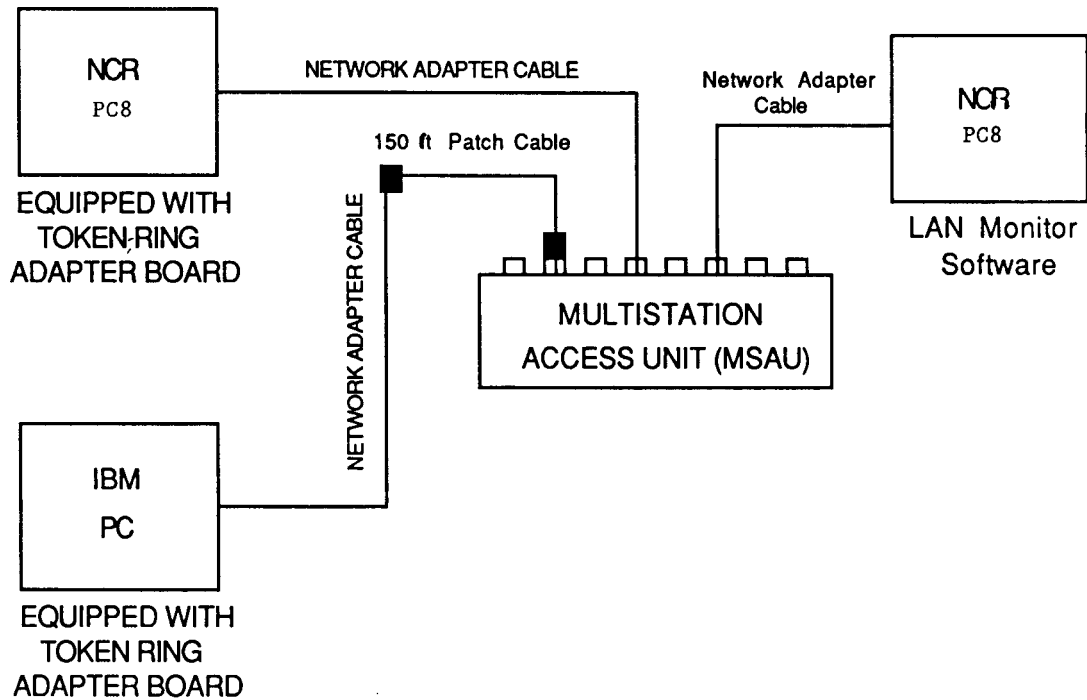 NCR
PC8
EQUIPPED WITH
TOKEN-RING
ADAPTER BOARD
NETWORK ADAPTER CABLE
150 ft Patch Cable
NETWORK ADAPTER CABLE
Network Adapter
Cable
NCR
PC8
LAN Monitor
Software
MULTISTATION
ACCESS UNIT (MSAU)
IBM
PC
EQUIPPED WITH
TOKEN RING
ADAPTER BOARD